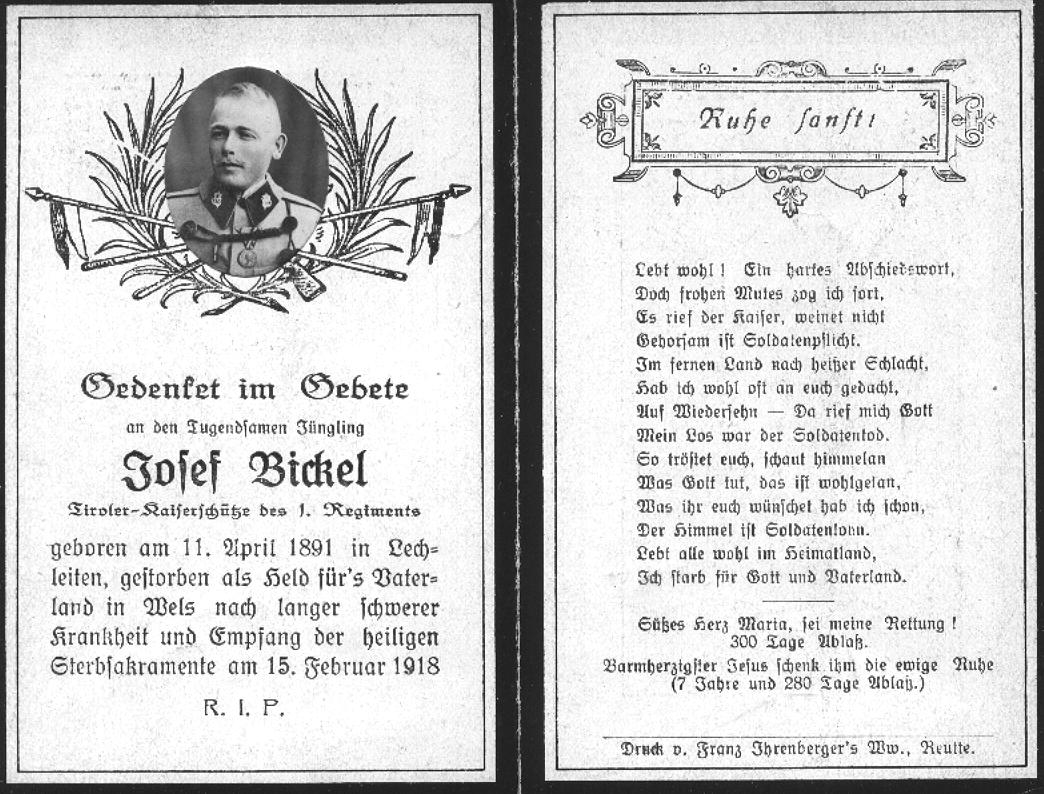 Gedenket im Gebete
an den Tugendsamen Jüngling
Josef Bickel
Tiroler-Kaiserschütze des 1. Regiments
geboren am 11. April 1891 in Lech-
leiten, gestorben als Held für's Vater-
land in Wels nach langer schwerer
Krankheit und Empfang der heiligen
Sterbsakramente am 15. Februar 1918
R. I. P.
Ruhe sanft!
Lebt wohl! Ein hartes Abschiedswort,
Doch frohen Mutes zog ich fort,
Es rief der Kaiser, weinet nicht
Gehorsam ist Soldatenpflicht.
Im fernen Land nach heißer Schlacht,
Hab ich wohl oft an euch gedacht,
Auf Wiedersehn — Da rief mich Gott
Mein Los war der Soldatentod.
So tröstet euch, schaut himmelan
Was Gott tut, das ist wohlgetan,
Was ihr euch wünschet hab ich schon,
Der Himmel ist Soldatenlohn.
Lebt alle wohl im Heimatland,
Ich starb für Gott und Vaterland.
Süßes Herz Maria, sei meine Rettung!
300 Tage Ablaß.
Barmherzigster Jesus schenk ihm die ewige Ruhe
(7 Jahre und 280 Tage Ablaß.)
Druck v. Franz Ihrenberger's Ww., Reutte.